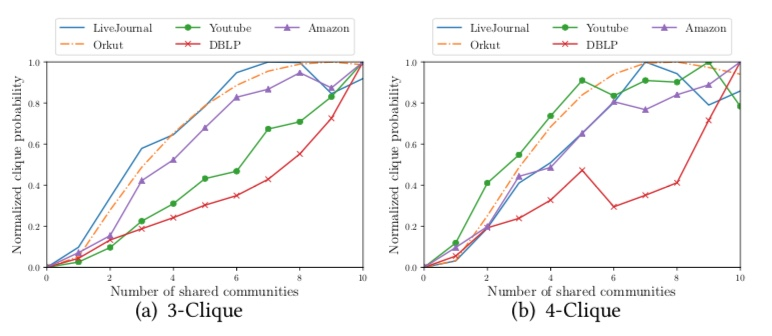 LiveJournal Youtube Amazon
Orkut DBLP
1.0
0.8
0.6
0.4
0.2
0.0
0 2 4 6 8 10
Normalized clique probability
Number of shared communities
(a) 3-Clique
LiveJournal Youtube Amazon
Orkut DBLP
1.0
0.8
0.6
0.4
0.2
0.0
0 2 4 6 8 10
Normalized clique probability
Number of shared communities
(b) 4-Clique